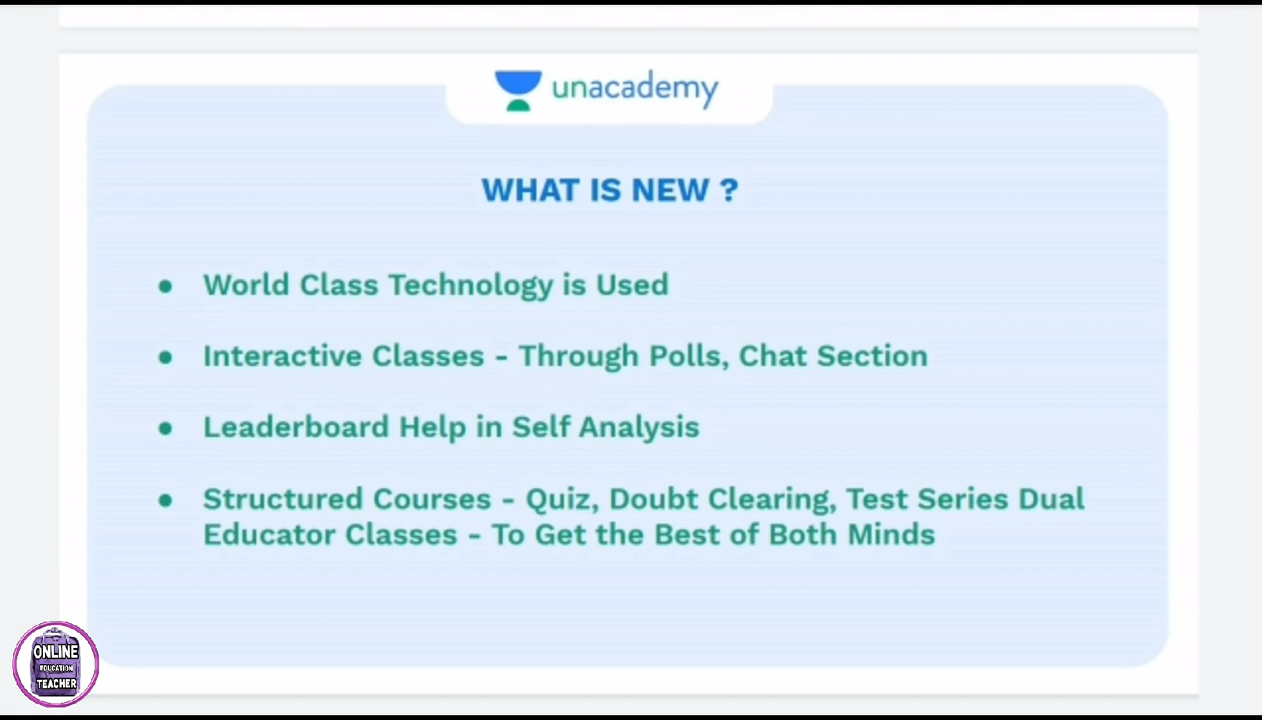 unacademy
WHAT IS NEW ?
• World Class Technology is Used
• Interactive Classes - Through Polls, Chat Section
• Leaderboard Help in Self Analysis
• Structured Courses - Quiz, Doubt Clearing, Test Series Dual
Educator Classes - To Get the Best of Both Minds
ONLINE
EDUCATION
TEACHER